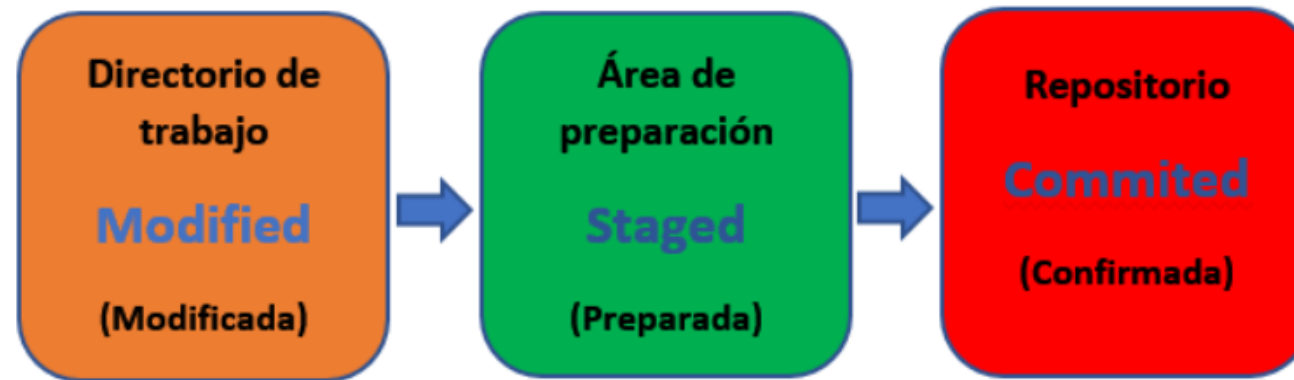 Directorio de
trabajo
Modified
(Modificada)
Área de
preparación
Staged
(Preparada)
Repositorio
Commited
(Confirmada)